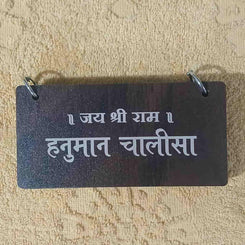 ॥ जय श्री राम ॥
हनुमान चालीसा